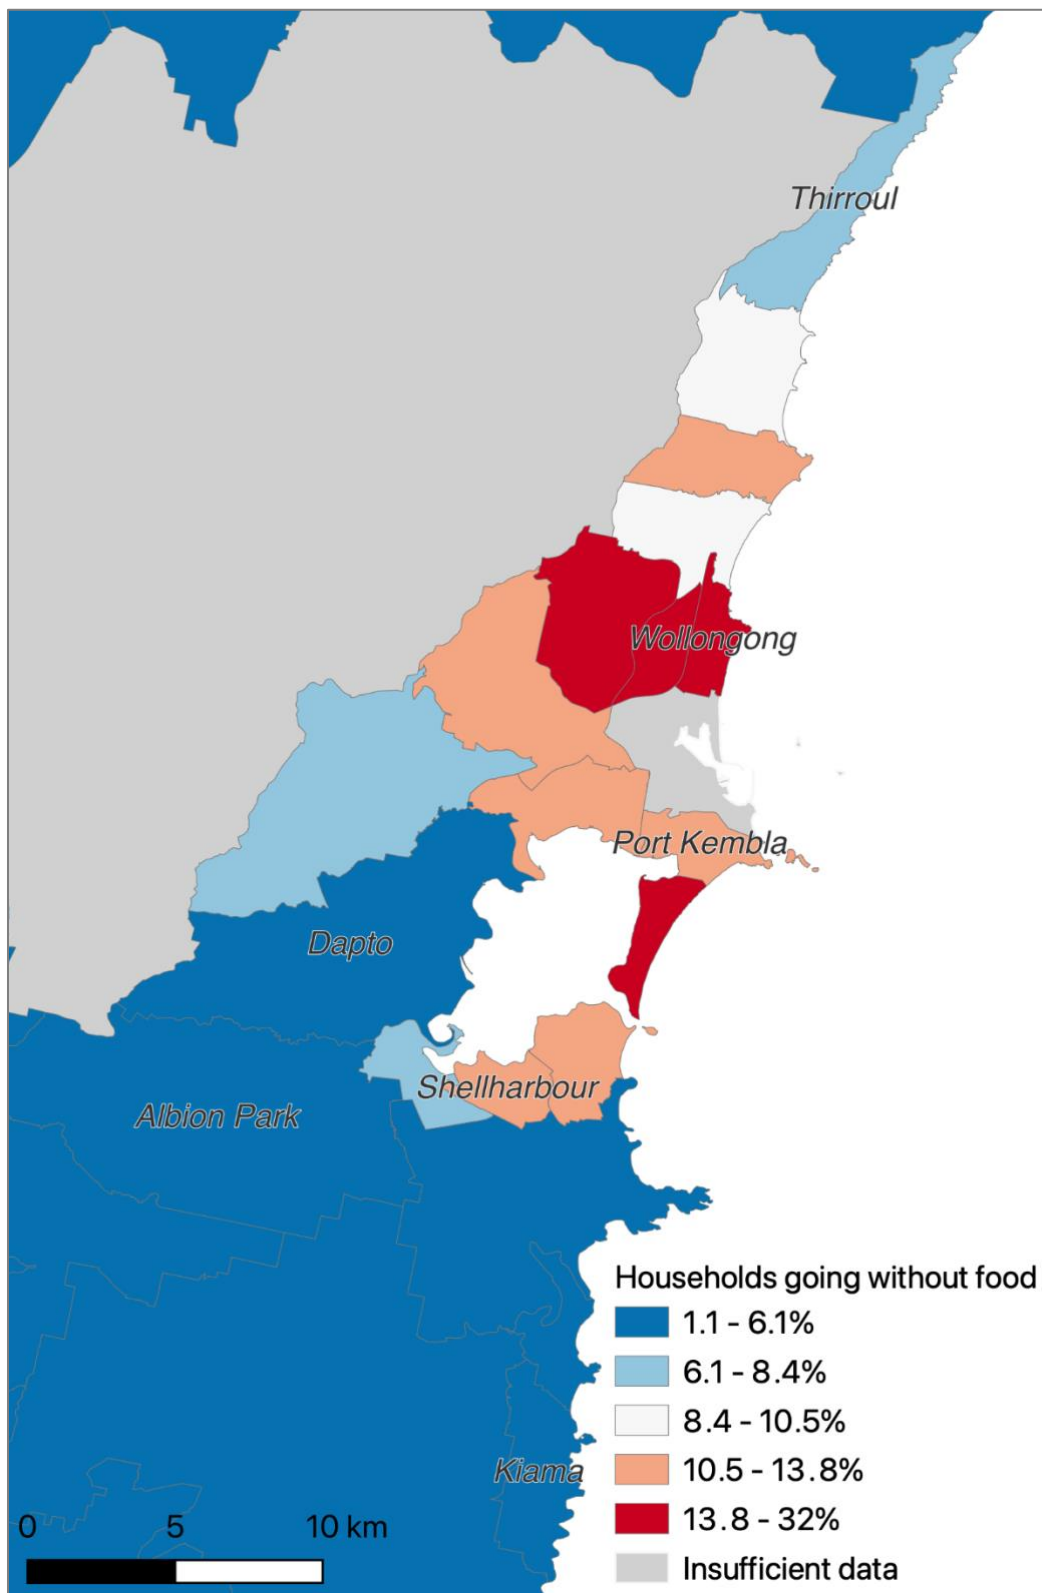 Thirroul
Wollongong
Port Kembla
Dapto
Shellharbour
Albion Park
Households going without food
1.1 - 6.1%
6.1 - 8.4%
8.4 - 10.5%
10.5 - 13.8%
13.8 - 32%
Insufficient data
Kiama
0 5 10 km